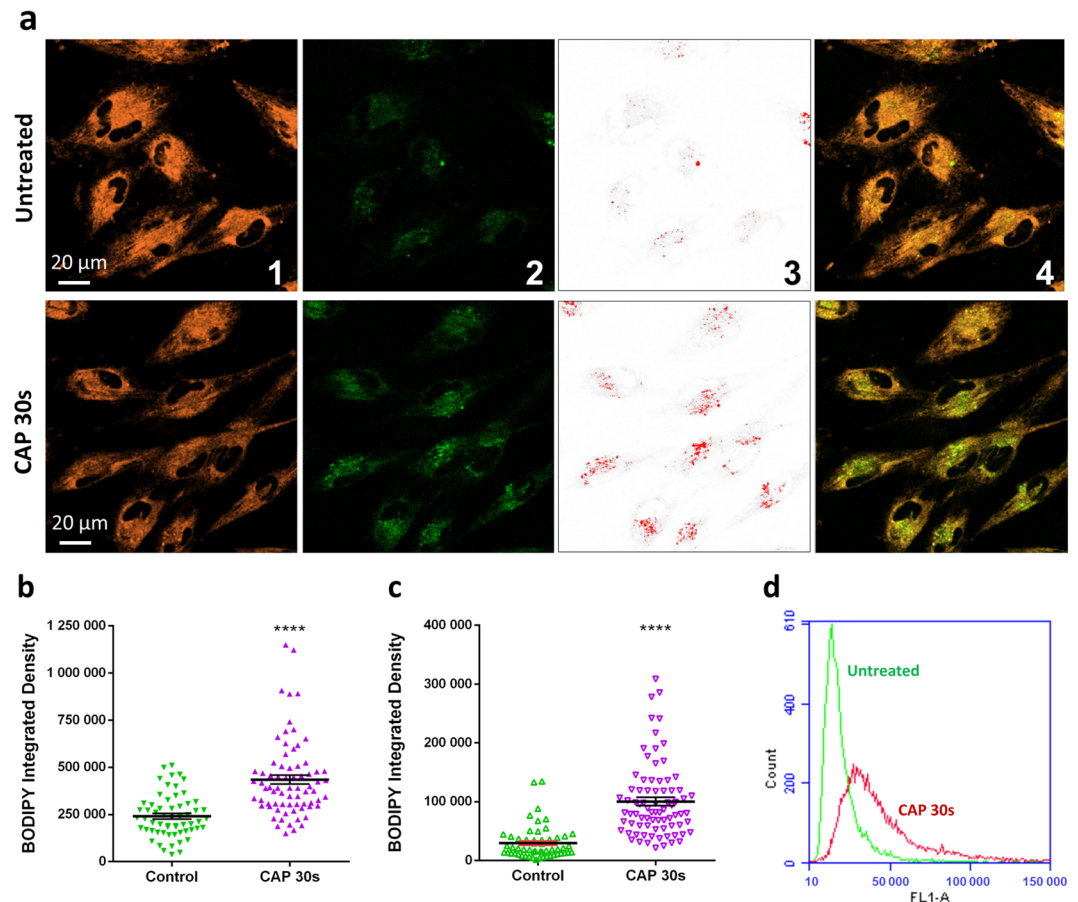 a
Untreated
20 µm
1
2
3
4
CAP 30s
20 µm
b
BODIPY Integrated Density
1 250 000
1 000 000
750 000
500 000
250 000
0
****
Control
CAP 30s
c
BODIPY Integrated Density
400 000
300 000
200 000
100 000
0
****
Control
CAP 30s
d
Count
610
400
200
0
Untreated
CAP 30s
10
50 000
100 000
150 000
FL1-A